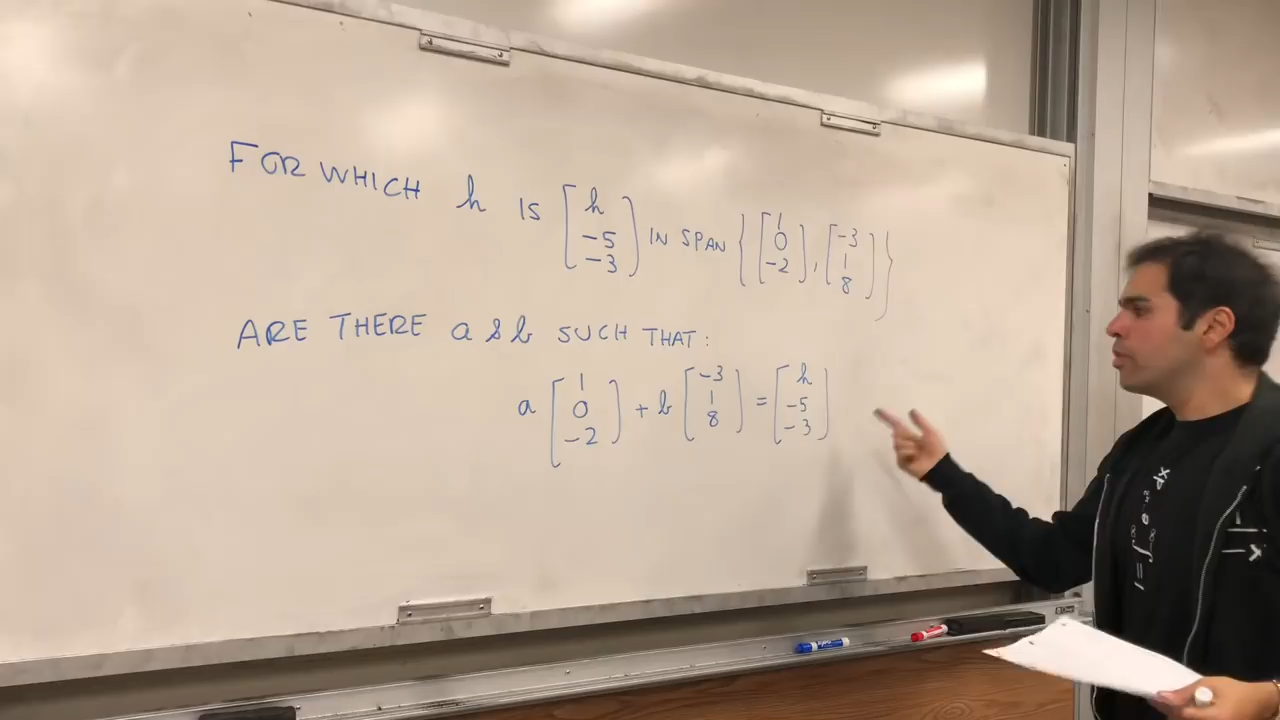 FOR WHICH h IS [h -5 -3] IN SPAN {[1 0 -2], [-3 1 8]}
ARE THERE a & b SUCH THAT:
a [1 0 -2] + b [-3 1 8] = [h -5 -3]